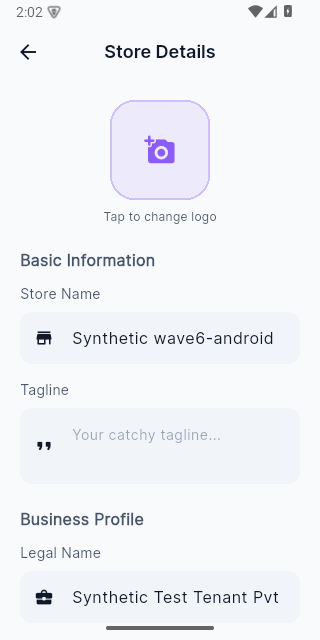 2:02
Store Details
Tap to change logo
Basic Information
Store Name
Synthetic wave6-android
Tagline
Your catchy tagline...
Business Profile
Legal Name
Synthetic Test Tenant Pvt